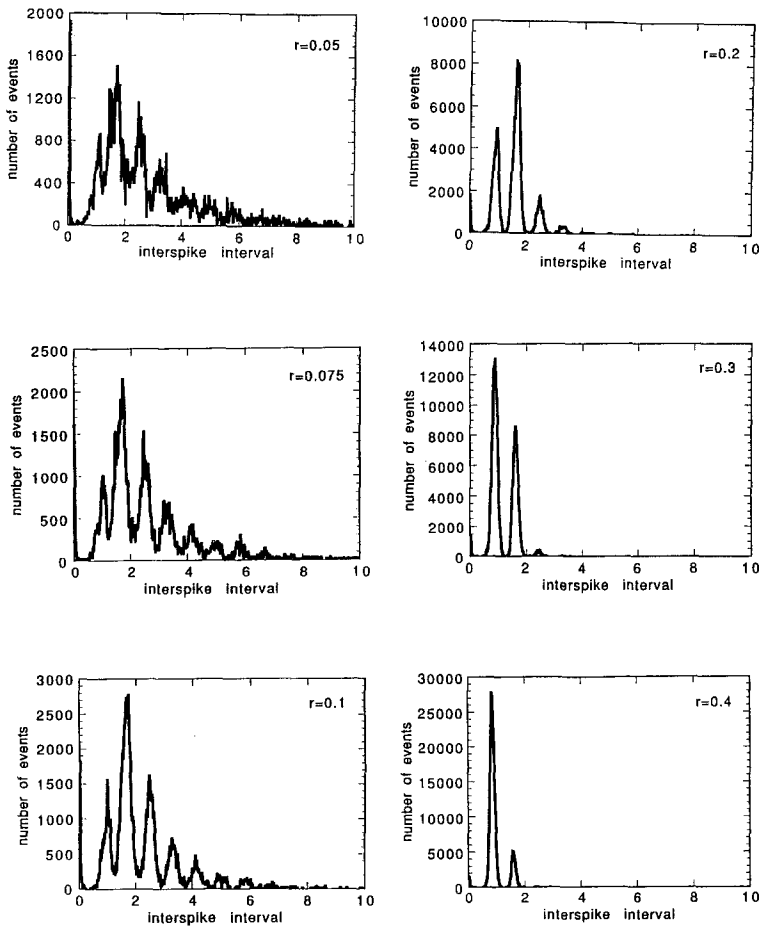 2000
1600
1200
800
400
0
number of events
r=0.05
0 2 4 6 8 10
interspike interval
10000
8000
6000
4000
2000
0
number of events
r=0.2
0 2 4 6 8 10
interspike interval
2500
2000
1500
1000
500
0
number of events
r=0.075
0 2 4 6 8 10
interspike interval
14000
12000
10000
8000
6000
4000
2000
0
number of events
r=0.3
0 2 4 6 8 10
interspike interval
3000
2500
2000
1500
1000
500
0
number of events
r=0.1
0 2 4 6 8 10
interspike interval
30000
25000
20000
15000
10000
5000
0
number of events
r=0.4
0 2 4 6 8 10
interspike interval